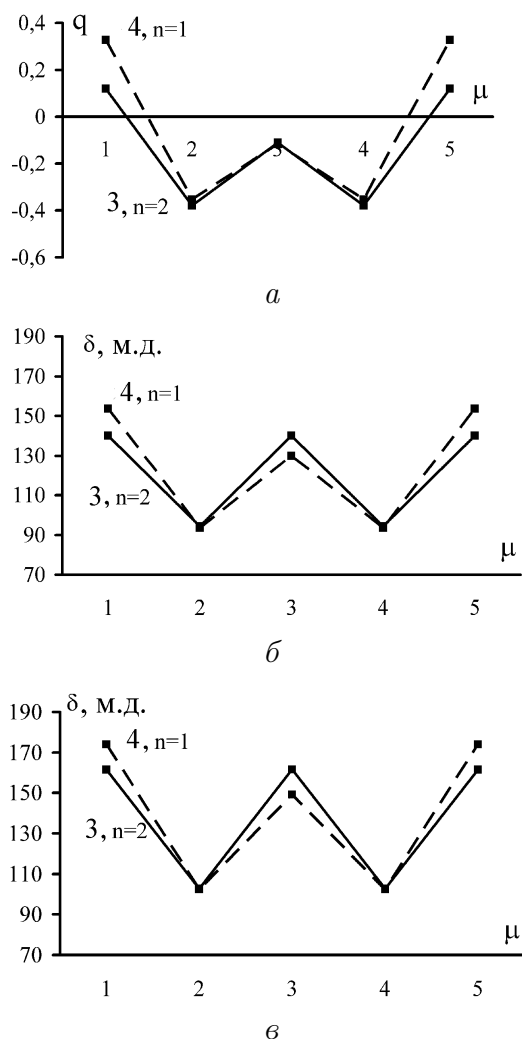 q
4, n=1
0,4
0,2
0
-0,2
-0,4
-0,6
μ
1 2 3 4 5
3, n=2
а
δ, м.д.
4, n=1
190
170
150
130
110
90
70
3, n=2
μ
1 2 3 4 5
б
δ, м.д.
4, n=1
190
170
150
130
110
90
70
3, n=2
μ
1 2 3 4 5
в